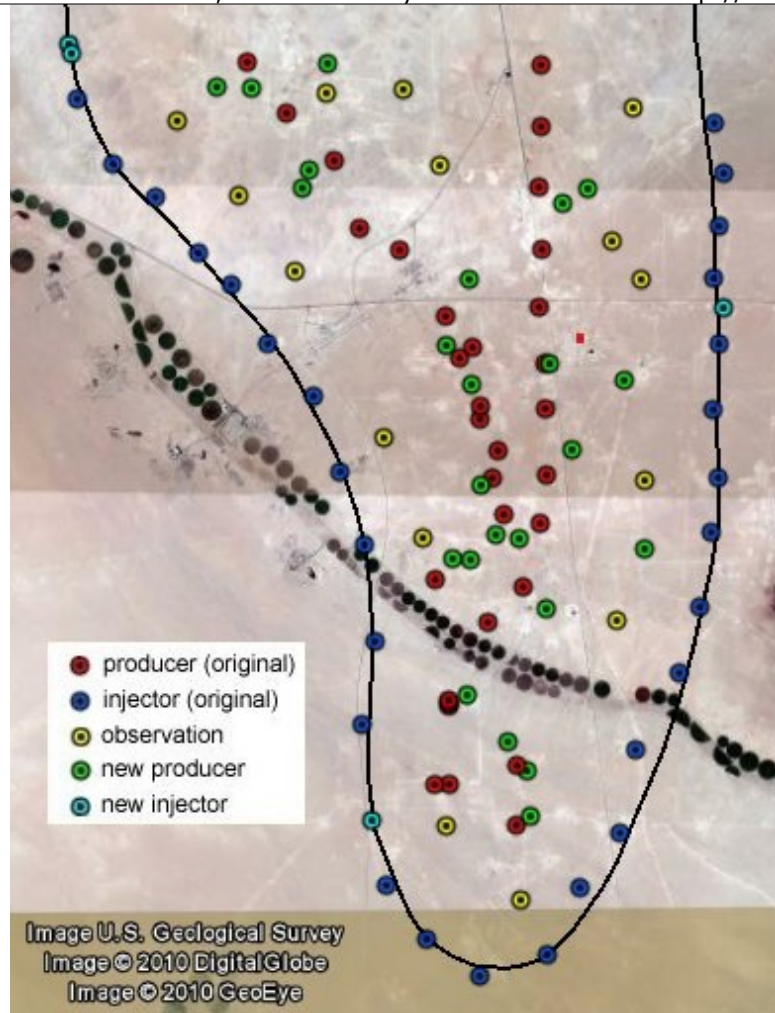 producer (original)
injector (original)
observation
new producer
new injector
Image U.S. Geological Survey
Image © 2010 DigitalGlobe
Image © 2010 GeoEye